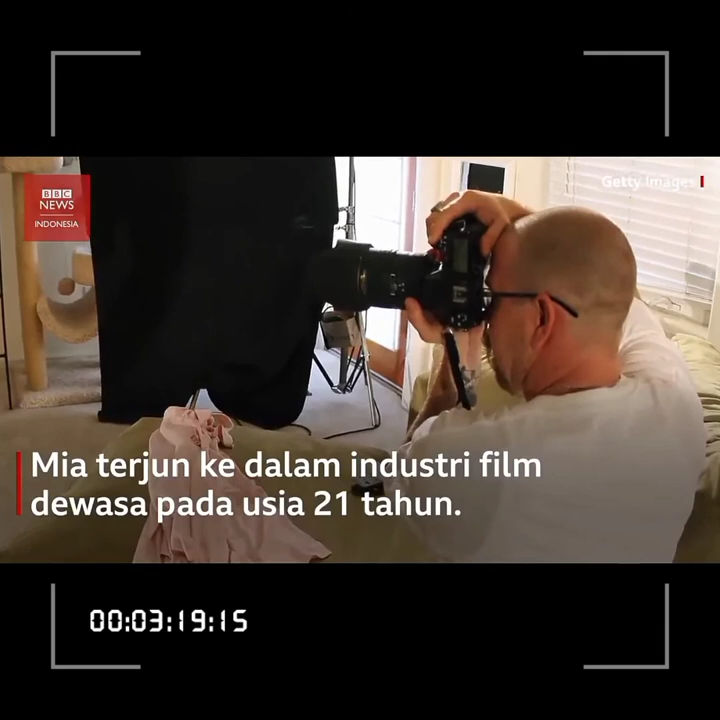 BBC
NEWS
INDONESIA
Getty Images
Mia terjun ke dalam industri film
dewasa pada usia 21 tahun.
00:03:19:15